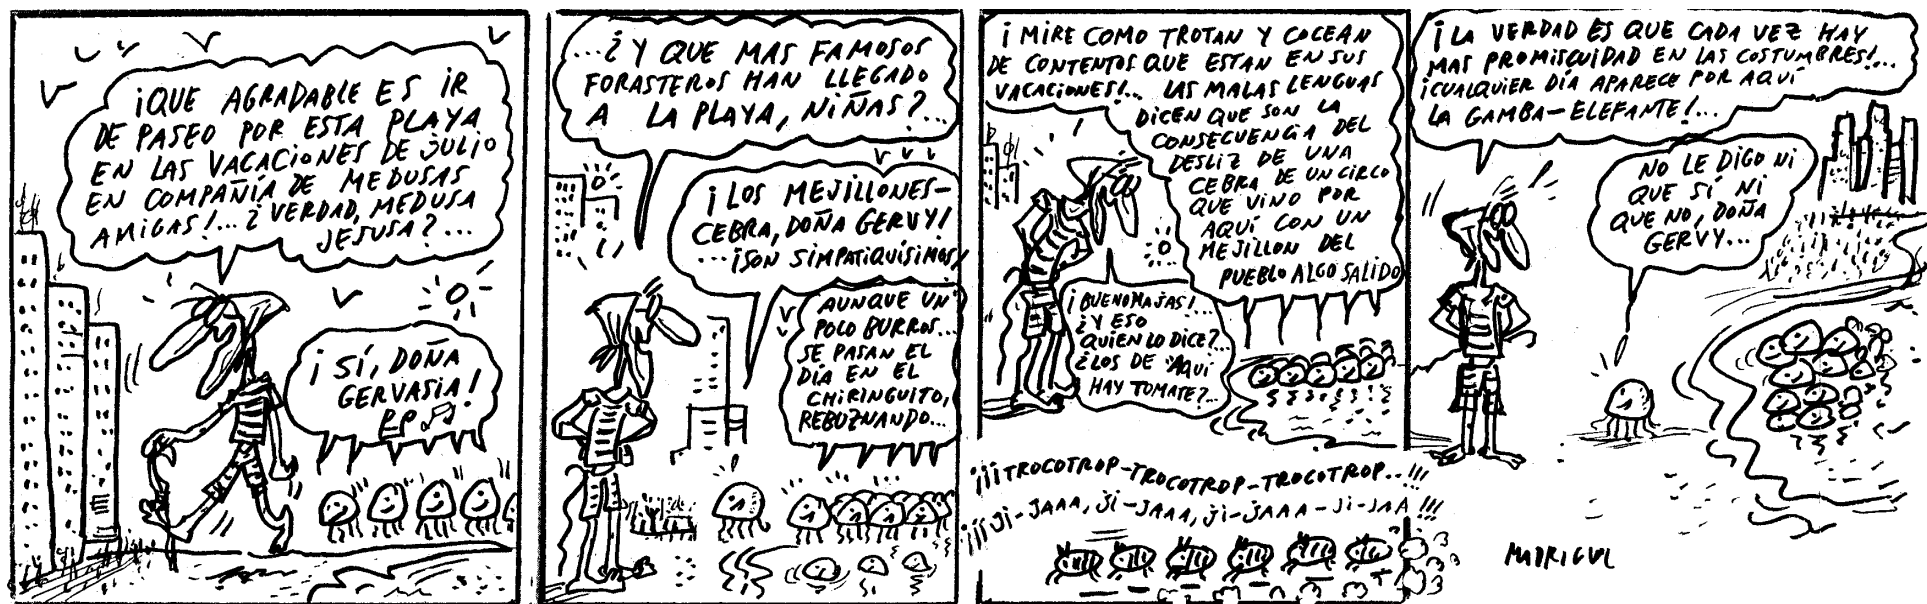 ¡QUE AGRADABLE ES IR
DE PASEO POR ESTA PLAYA
EN LAS VACACIONES DE JULIO
EN COMPAÑÍA DE MEDUSAS
AMIGAS!... ¿VERDAD, MEDUSA
JESUSA?...
¡SÍ, DOÑA
GERVASIA!
...¿Y QUE MAS FAMOSOS
FORASTEROS HAN LLEGADO
A LA PLAYA, NIÑAS?...
¡LOS MEJILLONES-
CEBRA, DOÑA GERVY!
...¡SON SIMPATIQUÍSIMOS!
AUNQUE UN
POLO BURROS...
SE PASAN EL
DÍA EN EL
CHIRINGUITO,
REBUZNANDO...
¡MIRE COMO TROTAN Y COCEAN
DE CONTENTOS QUE ESTAN EN SUS
VACACIONES!... LAS MALAS LENGUAS
DICEN QUE SON LA
CONSECUENCIA DEL
DESLIZ DE UNA
CEBRA DE UN CIRCO
QUE VINO POR
AQUÍ CON UN
MEJILLON DEL
PUEBLO ALGO SALIDO
¡BUENO MAJAS!...
¿Y ESO
QUIEN LO DICE?...
¿LOS DE "AQUÍ
HAY TOMATE?...
¡¡¡TROCOTROP-TROCOTROP-TROCOTROP...!!!
¡¡¡JI-JAAA, JI-JAAA, JI-JAAA-JI-JAA!!!
¡LA VERDAD ES QUE CADA VEZ HAY
MAS PROMISCUIDAD EN LAS COSTUMBRES!...
¡CUALQUIER DÍA APARECE POR AQUÍ
LA GAMBA-ELEFANTE!...
NO LE DIGO NI
QUE SÍ NI
QUE NO, DOÑA
GERVY...
MDRIGUL